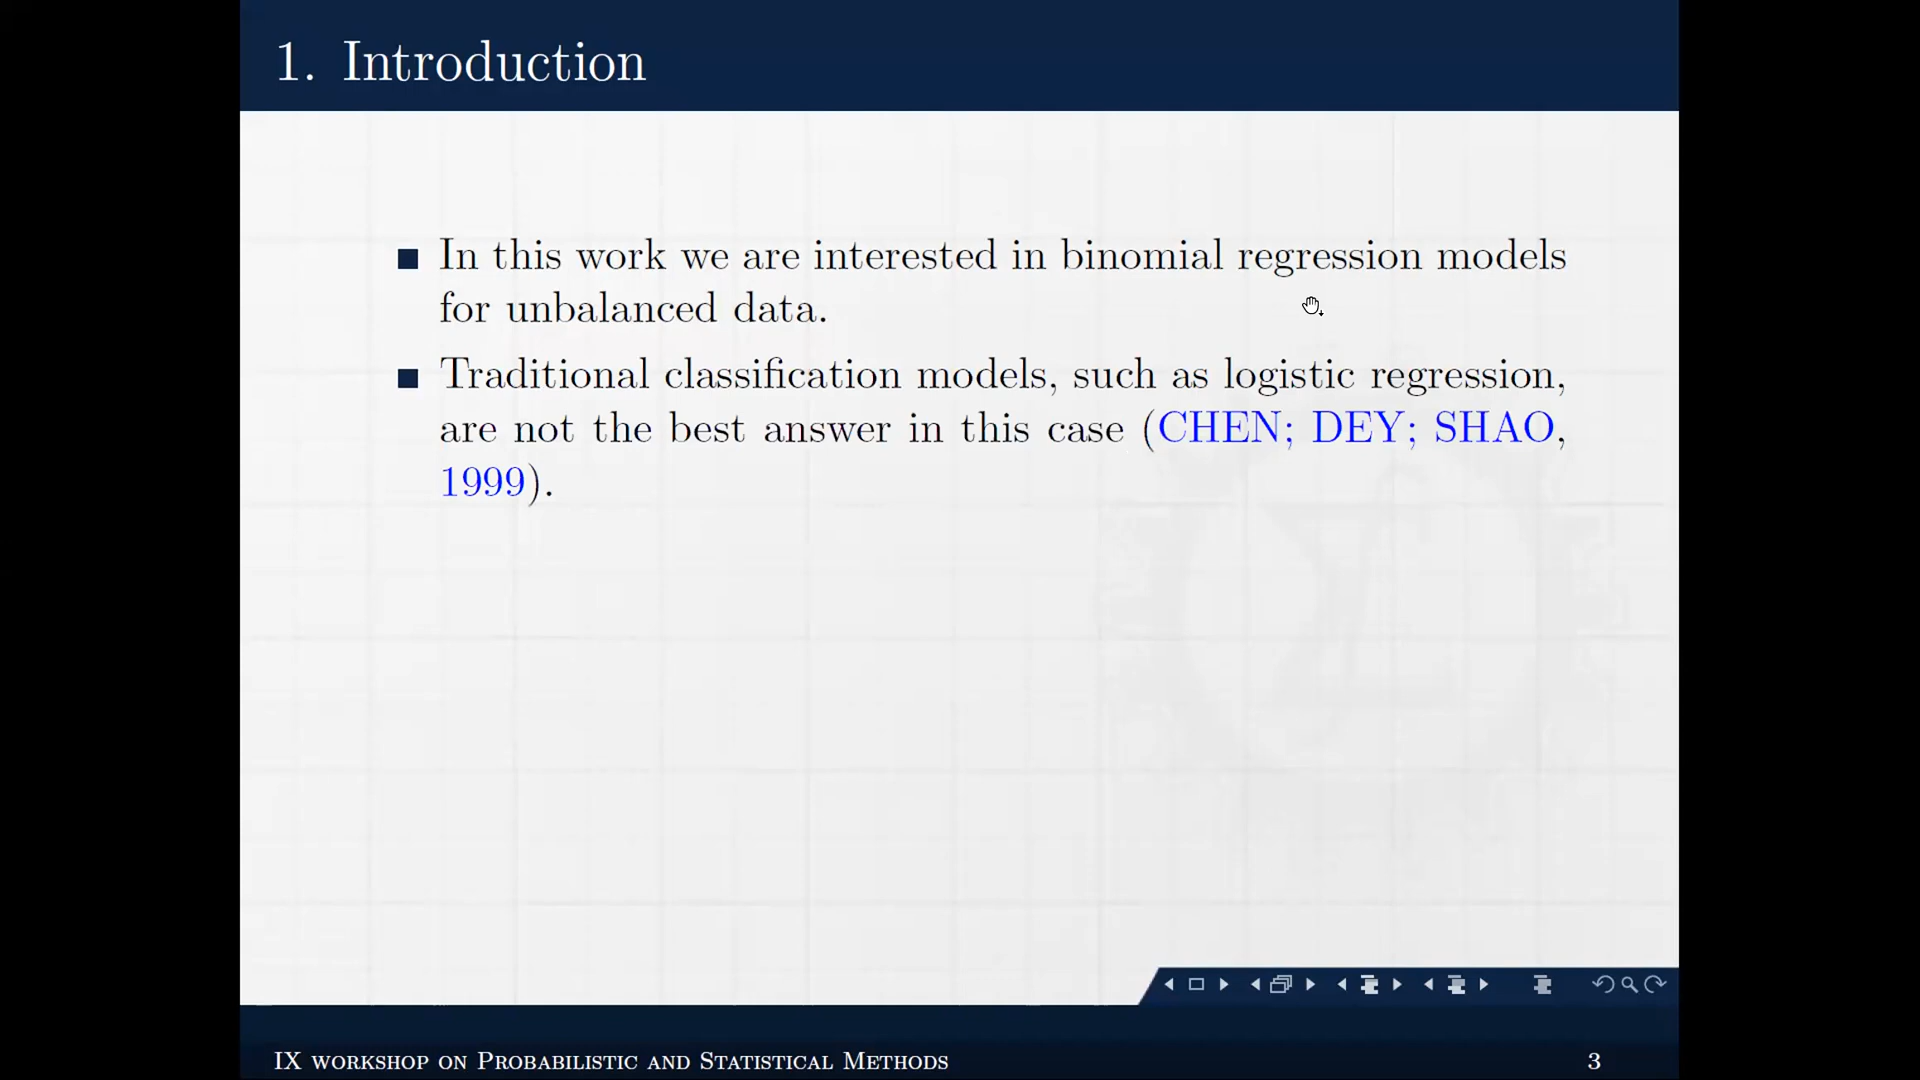 1. Introduction
In this work we are interested in binomial regression models
for unbalanced data.
Traditional classification models, such as logistic regression,
are not the best answer in this case (CHEN; DEY; SHAO,
1999).
IX WORKSHOP ON PROBABILISTIC AND STATISTICAL METHODS
3